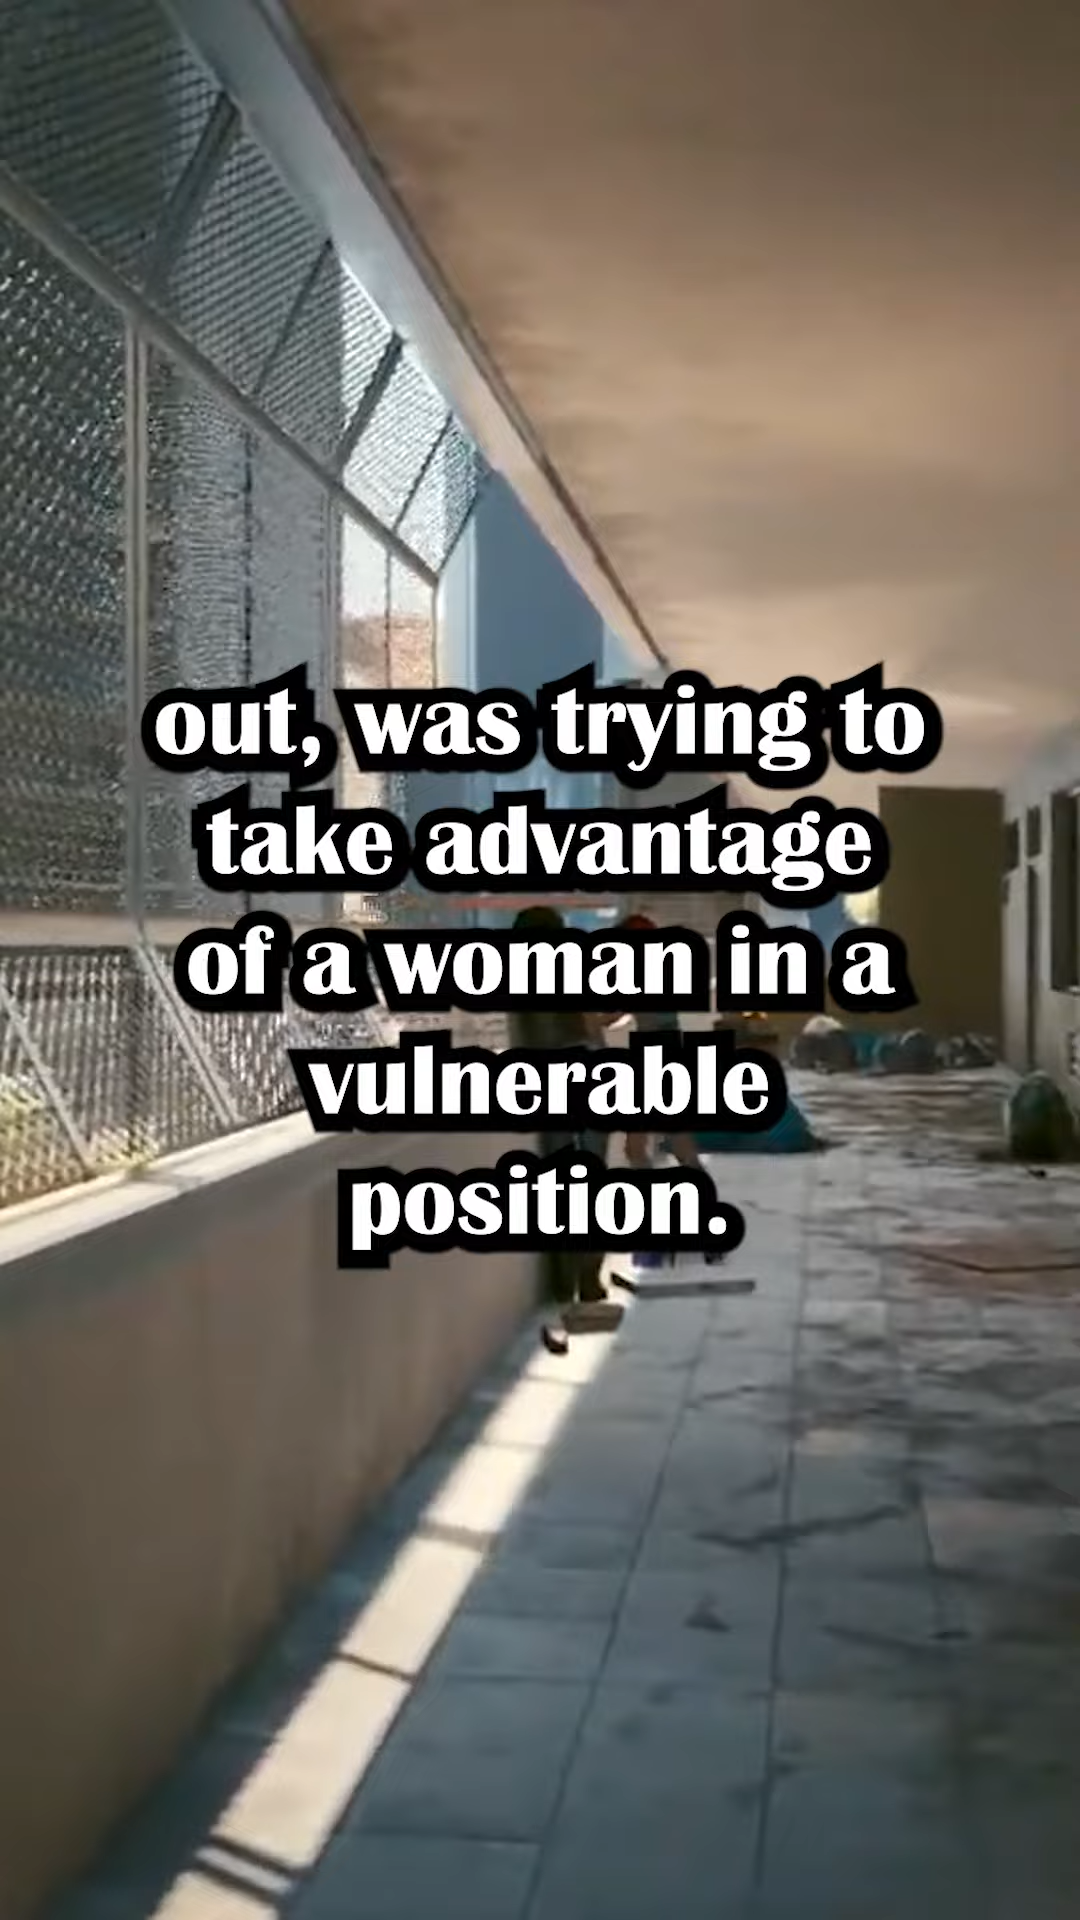 out, was trying to
take advantage
of a woman in a
vulnerable
position.